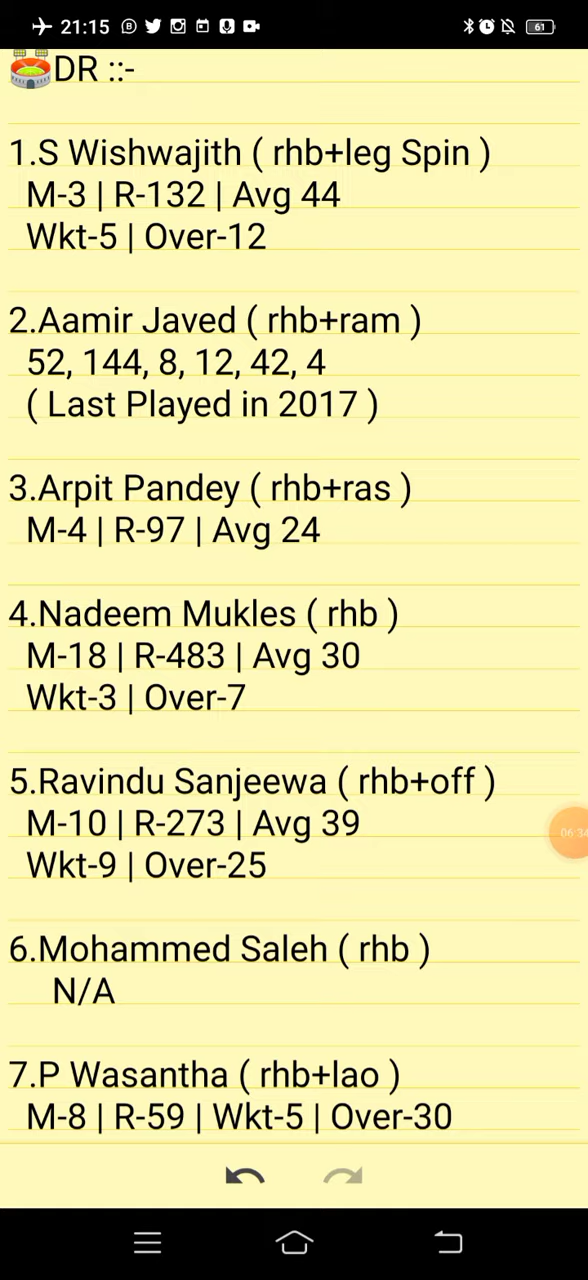 21:15
61
DR ::-
1.S Wishwajith ( rhb+leg Spin )
M-3 | R-132 | Avg 44
Wkt-5 | Over-12
2.Aamir Javed ( rhb+ram )
52, 144, 8, 12, 42, 4
( Last Played in 2017 )
3.Arpit Pandey ( rhb+ras )
M-4 | R-97 | Avg 24
4.Nadeem Mukles ( rhb )
M-18 | R-483 | Avg 30
Wkt-3 | Over-7
5.Ravindu Sanjeewa ( rhb+off )
M-10 | R-273 | Avg 39
06:34
Wkt-9 | Over-25
6.Mohammed Saleh ( rhb )
N/A
7.P Wasantha ( rhb+lao )
M-8 | R-59 | Wkt-5 | Over-30